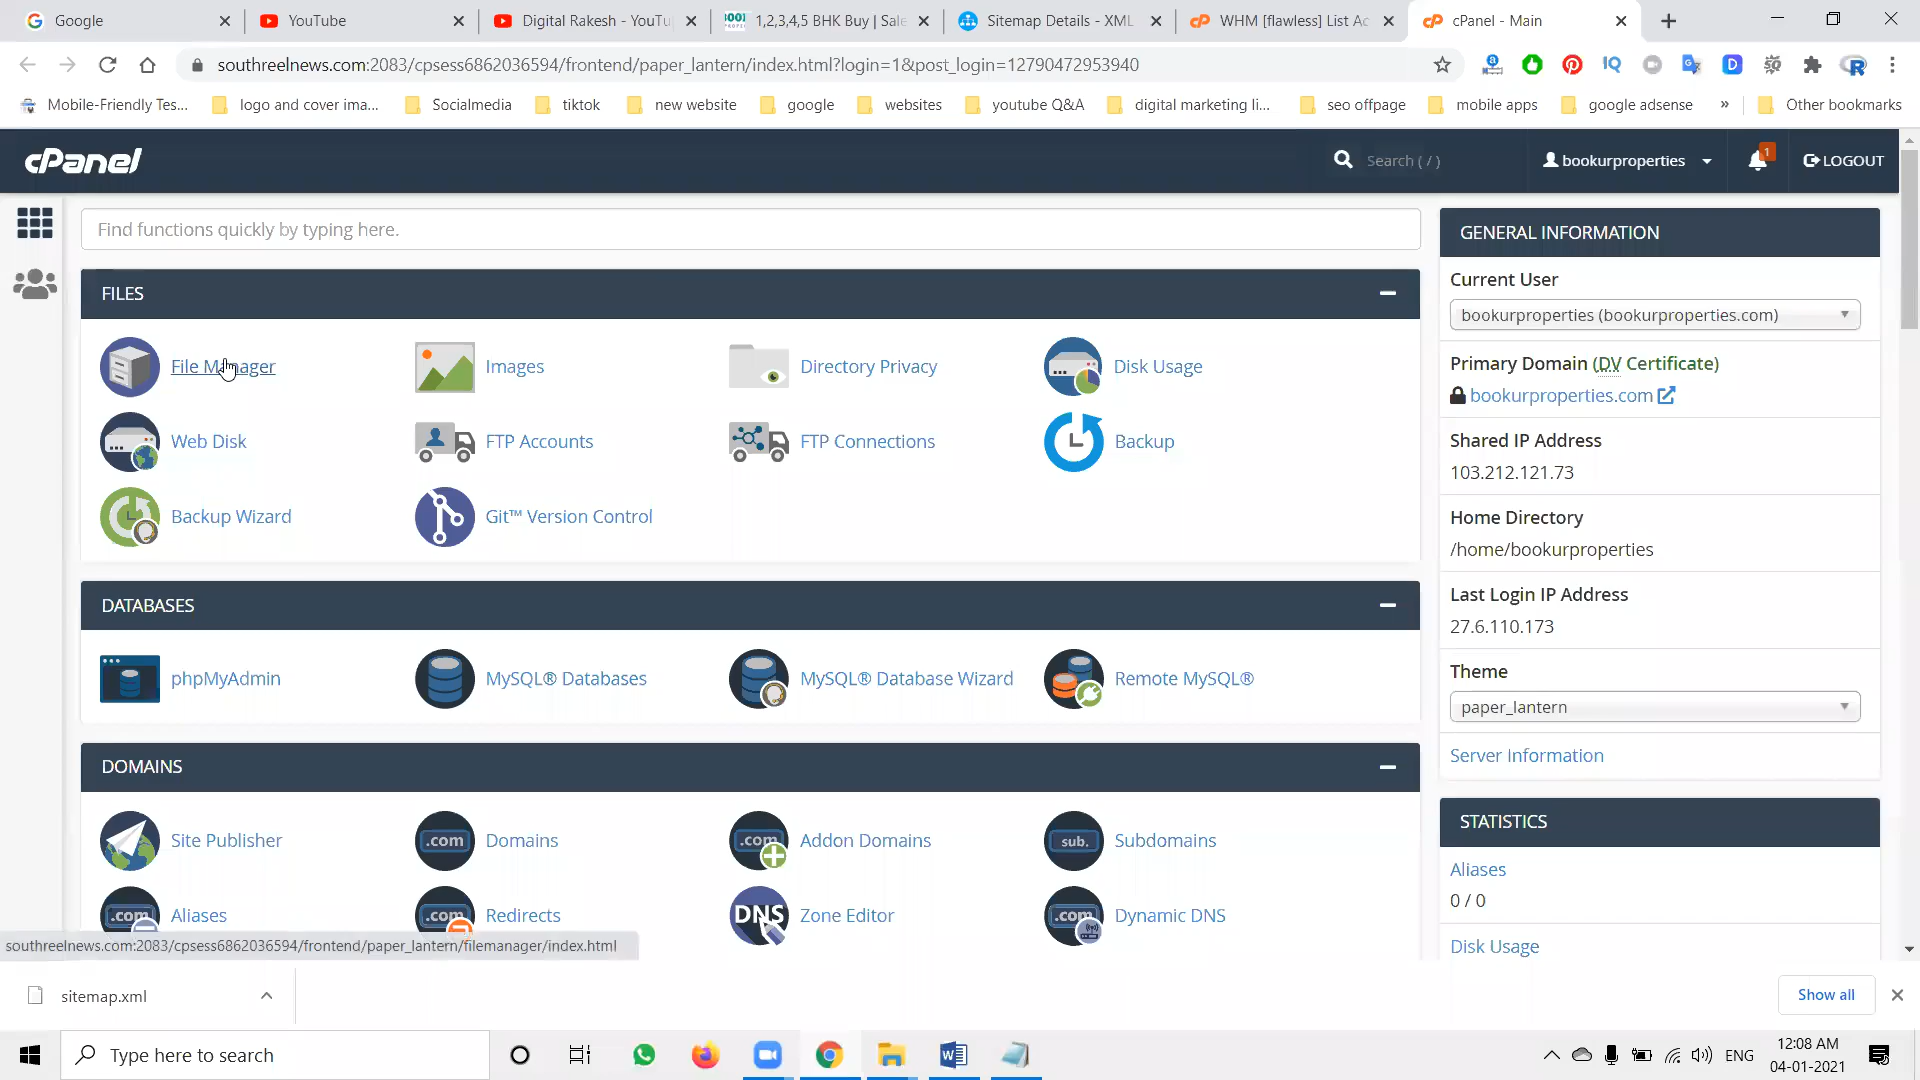 Google
YouTube
Digital Rakesh - YouTu
1,2,3,4,5 BHK Buy | Sale
Sitemap Details - XML
WHM [flawless] List Ac
cPanel - Main
southreelnews.com:2083/cpsess6862036594/frontend/paper_lantern/index.html?login=1&post_login=12790472953940
Mobile-Friendly Tes...
logo and cover ima...
Socialmedia
tiktok
new website
google
websites
youtube Q&A
digital marketing li...
seo offpage
mobile apps
google adsense
»
Other bookmarks
cPanel
Search ( / )
bookurproperties
1
LOGOUT
Find functions quickly by typing here.
FILES
File Manager
Images
Directory Privacy
Disk Usage
Web Disk
FTP Accounts
FTP Connections
Backup
Backup Wizard
Git™ Version Control
DATABASES
phpMyAdmin
MySQL® Databases
MySQL® Database Wizard
Remote MySQL®
DOMAINS
Site Publisher
.com
Domains
.com
Addon Domains
sub.
Subdomains
.com
Aliases
.com
Redirects
DNS
Zone Editor
.com
Dynamic DNS
GENERAL INFORMATION
Current User
bookurproperties (bookurproperties.com)
Primary Domain (DV Certificate)
bookurproperties.com
Shared IP Address
103.212.121.73
Home Directory
/home/bookurproperties
Last Login IP Address
27.6.110.173
Theme
paper_lantern
Server Information
STATISTICS
Aliases
0 / 0
Disk Usage
southreelnews.com:2083/cpsess6862036594/frontend/paper_lantern/filemanager/index.html
sitemap.xml
Show all
Type here to search
ENG
12:08 AM
04-01-2021